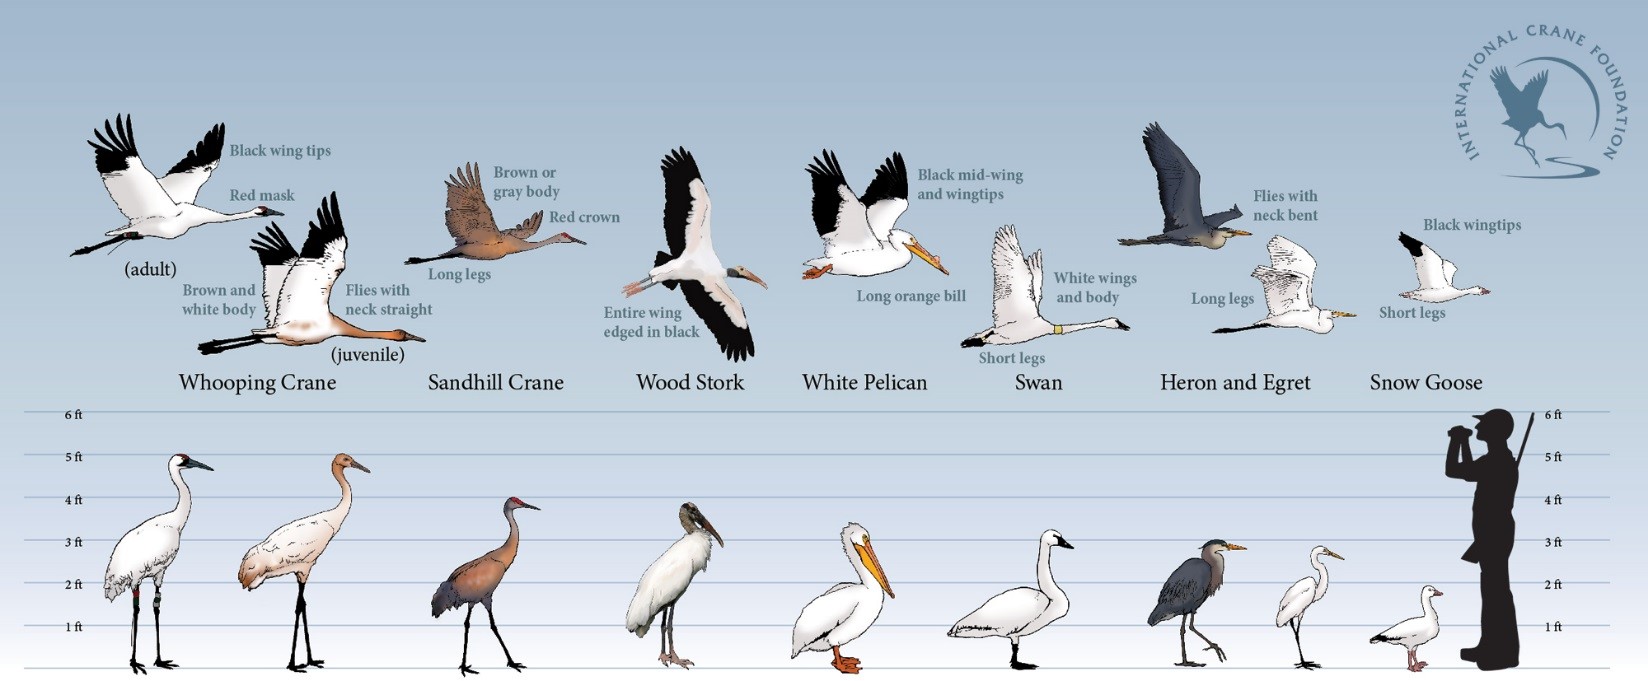 INTERNATIONAL CRANE FOUNDATION
Black wing tips
Red mask
(adult)
Brown and
white body
Flies with
neck straight
(juvenile)
Whooping Crane
Brown or
gray body
Red crown
Long legs
Sandhill Crane
Entire wing
edged in black
Wood Stork
Black mid-wing
and wingtips
Long orange bill
White Pelican
White wings
and body
Short legs
Swan
Flies with
neck bent
Long legs
Heron and Egret
Black wingtips
Short legs
Snow Goose
6 ft
6 ft
5 ft
5 ft
4 ft
4 ft
3 ft
3 ft
2 ft
2 ft
1 ft
1 ft